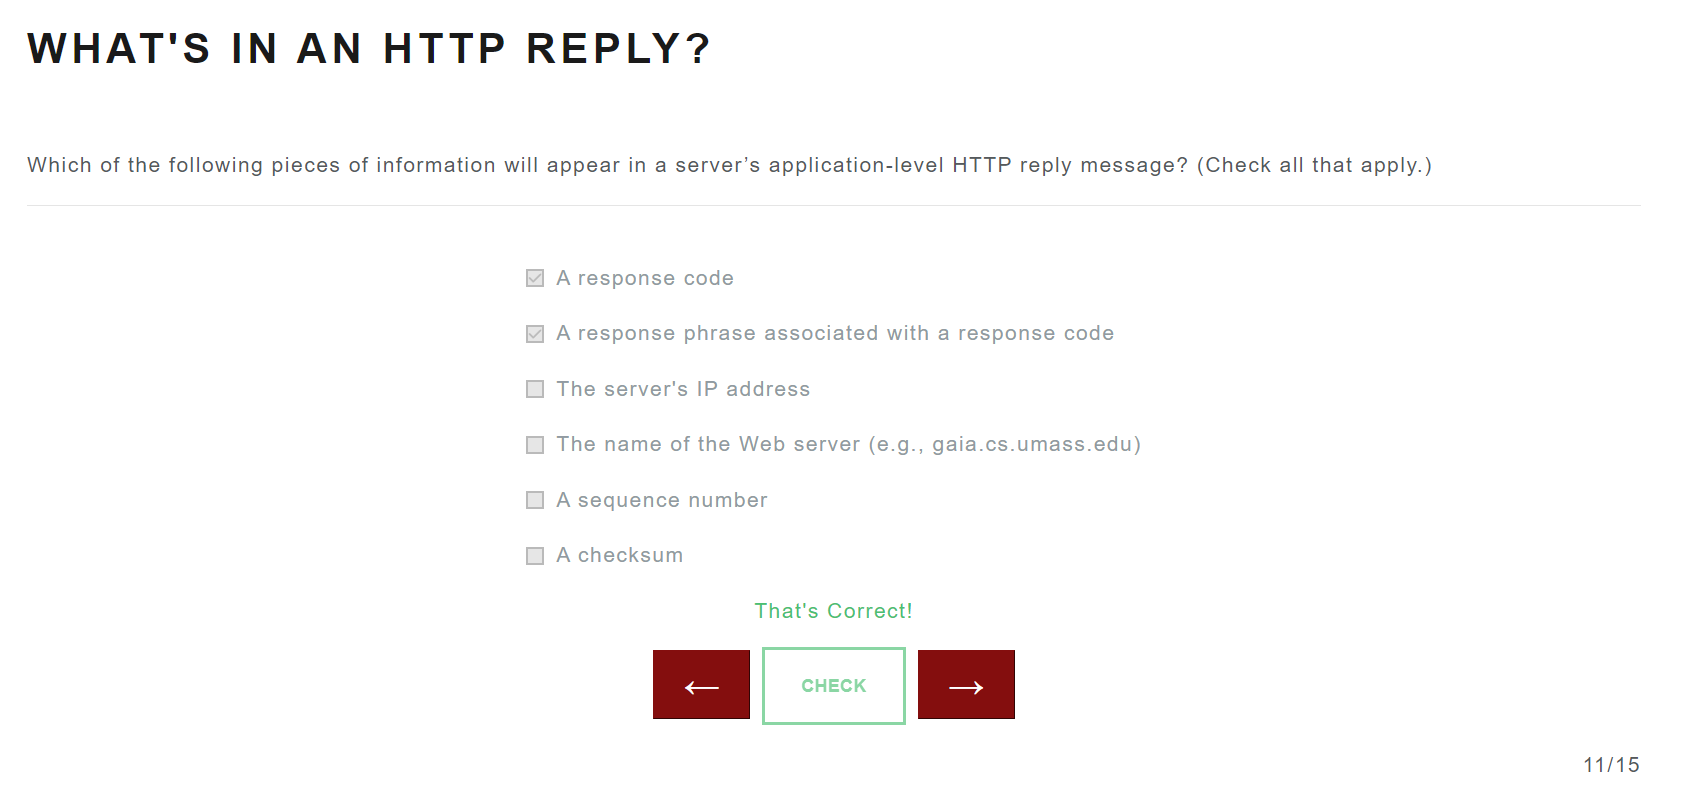 WHAT'S IN AN HTTP REPLY?
Which of the following pieces of information will appear in a server’s application-level HTTP reply message? (Check all that apply.)
A response code
A response phrase associated with a response code
The server's IP address
The name of the Web server (e.g., gaia.cs.umass.edu)
A sequence number
A checksum
That's Correct!
← CHECK →
11/15